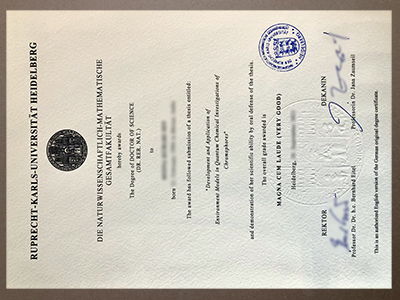 RUPRECHT-KARLS-UNIVERSITÄT HEIDELBERG
DIE NATURWISSENSCHAFTLICH-MATHEMATISCHE
GESAMTFAKULTÄT
hereby awards
The Degree of DOCTOR OF SCIENCE
(DR. RER. NAT.)
to
born
The award has followed submission of a thesis entitled:
"Development and Application of
Environment Models in Quantum Chemical Investigations of
Chromophores"
and demonstration of her scientific ability by oral defense of the thesis.
The overall grade awarded is
MAGNA CUM LAUDE (VERY GOOD)
Heidelberg,
REKTOR
DEKANIN
Professor Dr. Dr. h.c. Bernhard Eitel
Professorin Dr. Jana Zaumseil
This is an authorized English version of the German original degree certificate.